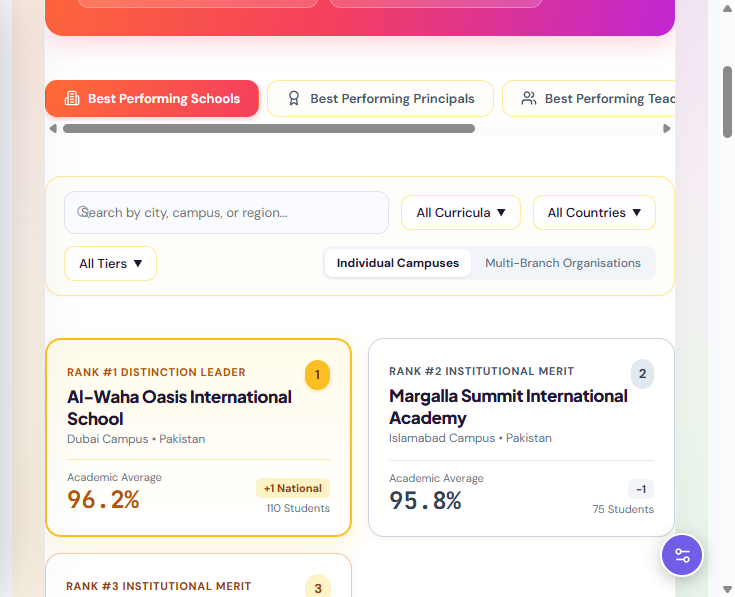 Best Performing Schools
Best Performing Principals
Best Performing Teac
Search by city, campus, or region...
All Curricula ▼
All Countries ▼
All Tiers ▼
Individual Campuses
Multi-Branch Organisations
RANK #1 DISTINCTION LEADER
1
Al-Waha Oasis International
School
Dubai Campus • Pakistan
Academic Average
96.2%
+1 National
110 Students
RANK #2 INSTITUTIONAL MERIT
2
Margalla Summit International
Academy
Islamabad Campus • Pakistan
Academic Average
95.8%
-1
75 Students
RANK #3 INSTITUTIONAL MERIT
3